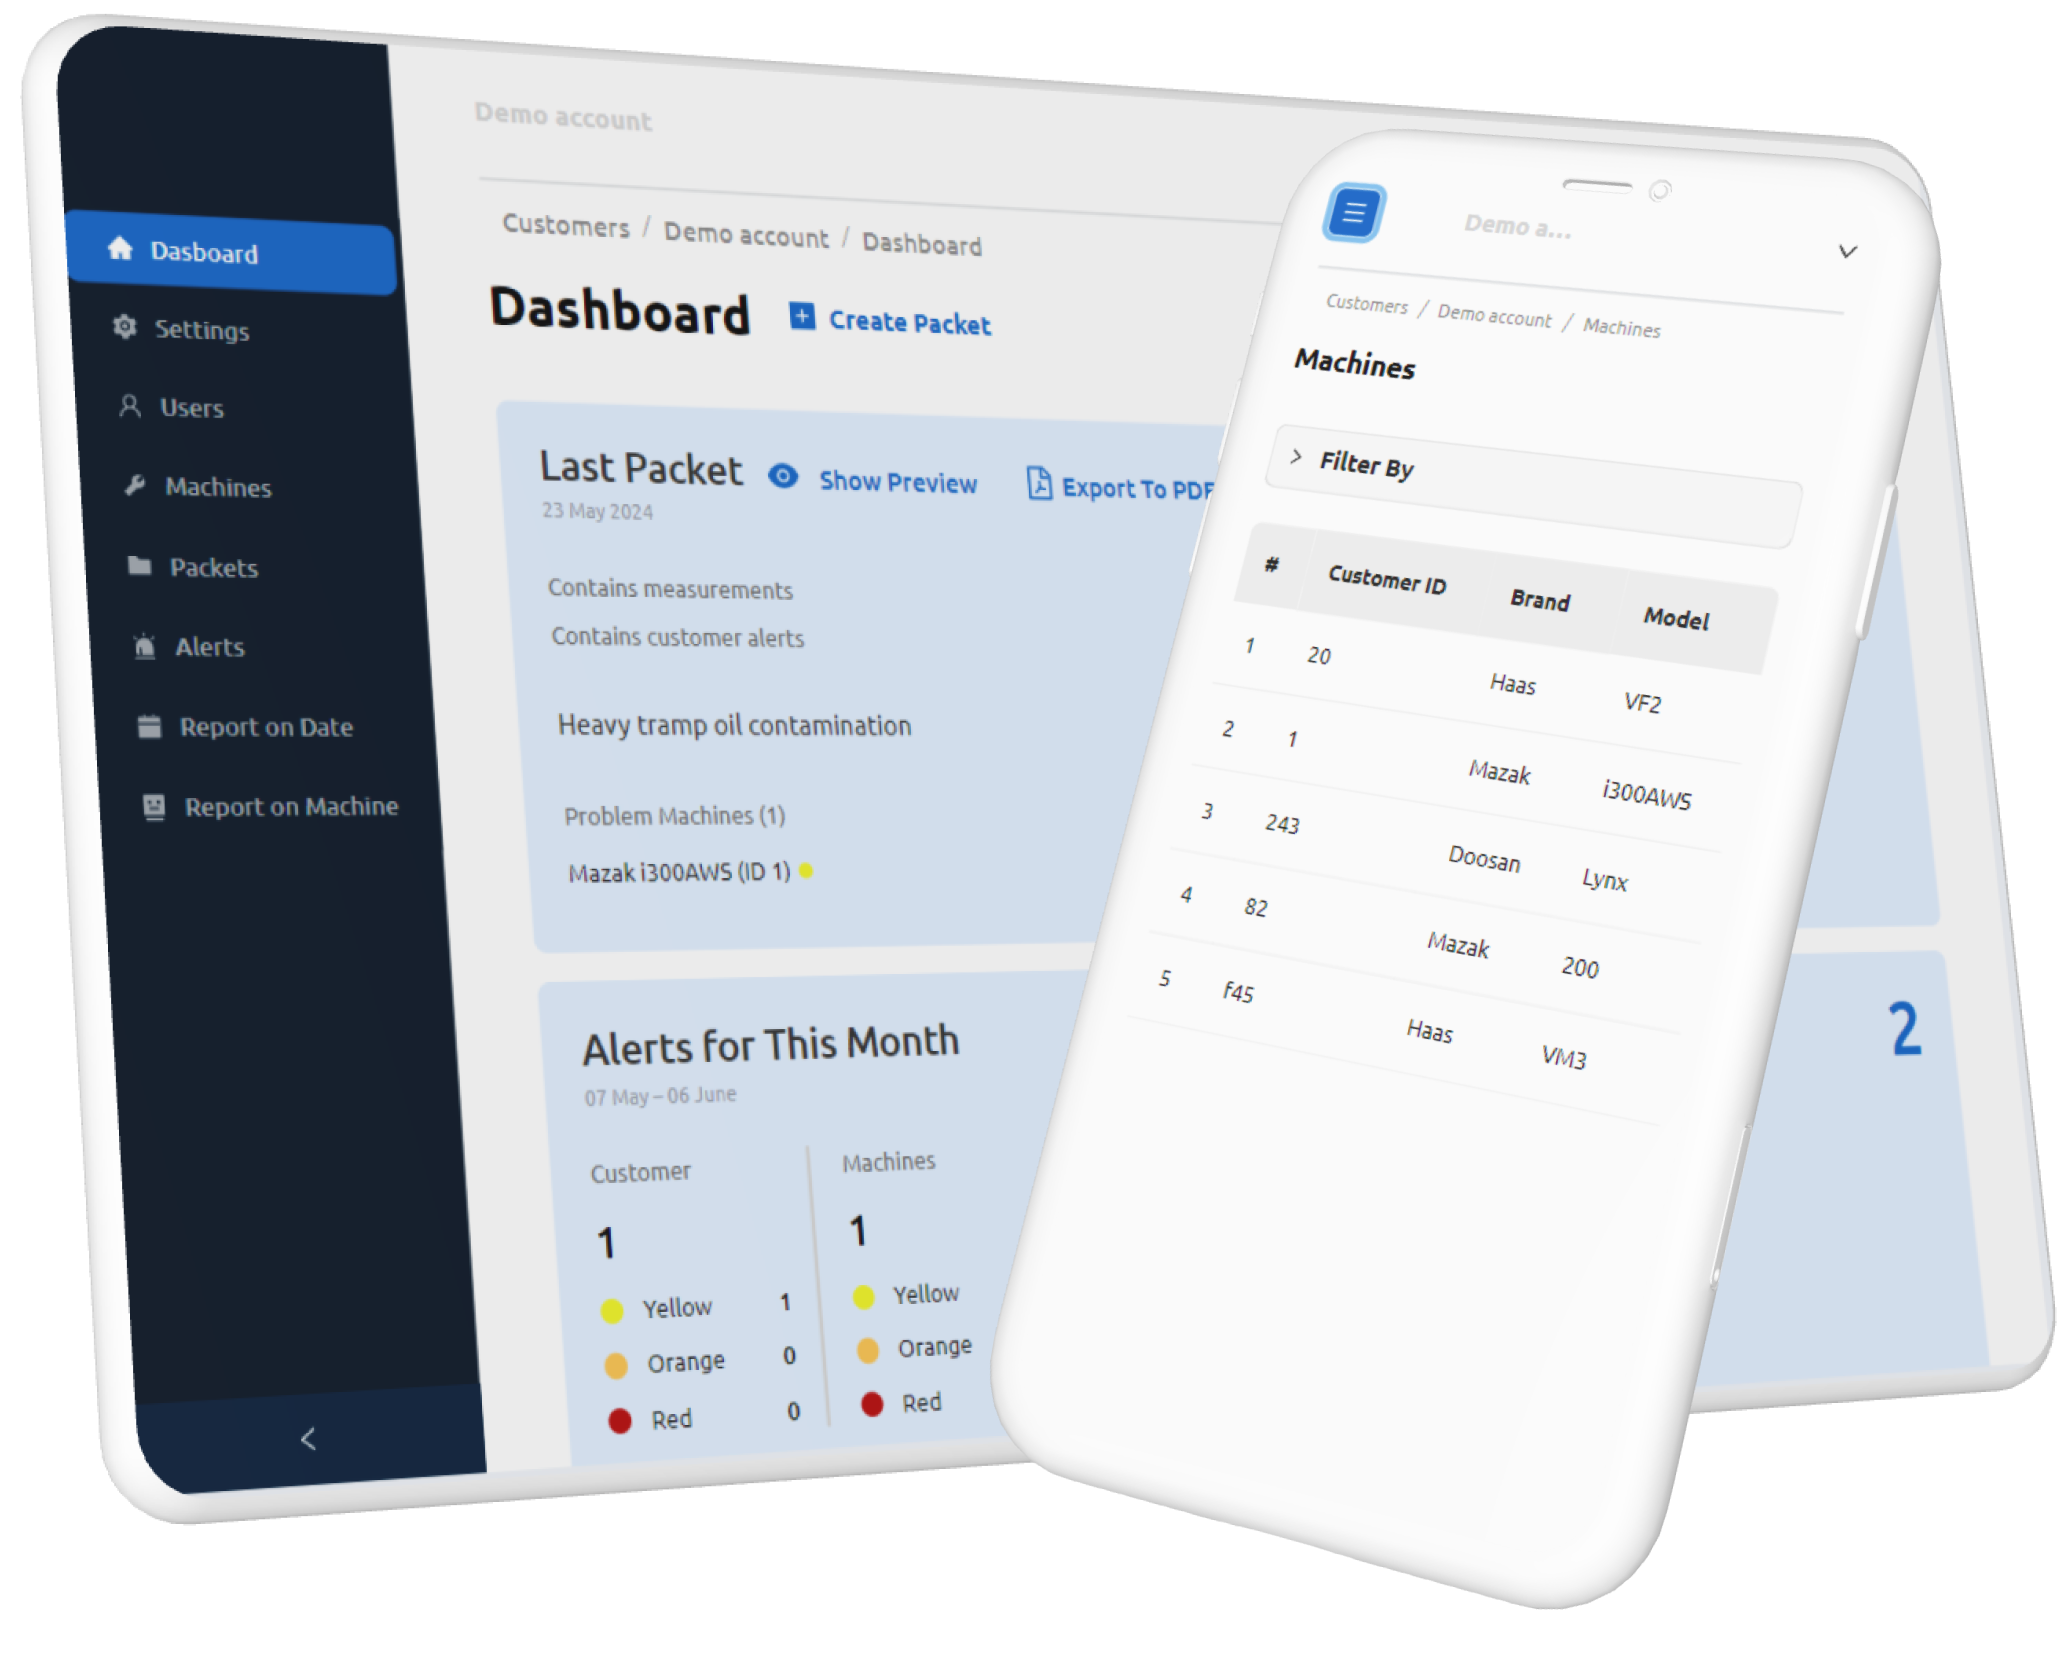 Demo account
Dasboard
Settings
Users
Machines
Packets
Alerts
Report on Date
Report on Machine
Customers / Demo account / Dashboard
Dashboard
Create Packet
Last Packet
Show Preview
Export To PDF
23 May 2024
Contains measurements
Contains customer alerts
Heavy tramp oil contamination
Problem Machines (1)
Mazak i300AWS (ID 1)
Alerts for This Month
2
07 May – 06 June
Customer
1
Yellow 1
Orange 0
Red 0
Machines
1
Yellow
Orange
Red
Demo a...
Customers / Demo account / Machines
Machines
Filter By
# Customer ID Brand Model
1 20 Haas VF2
2 1 Mazak i300AWS
3 243 Doosan Lynx
4 82 Mazak 200
5 f45 Haas VM3